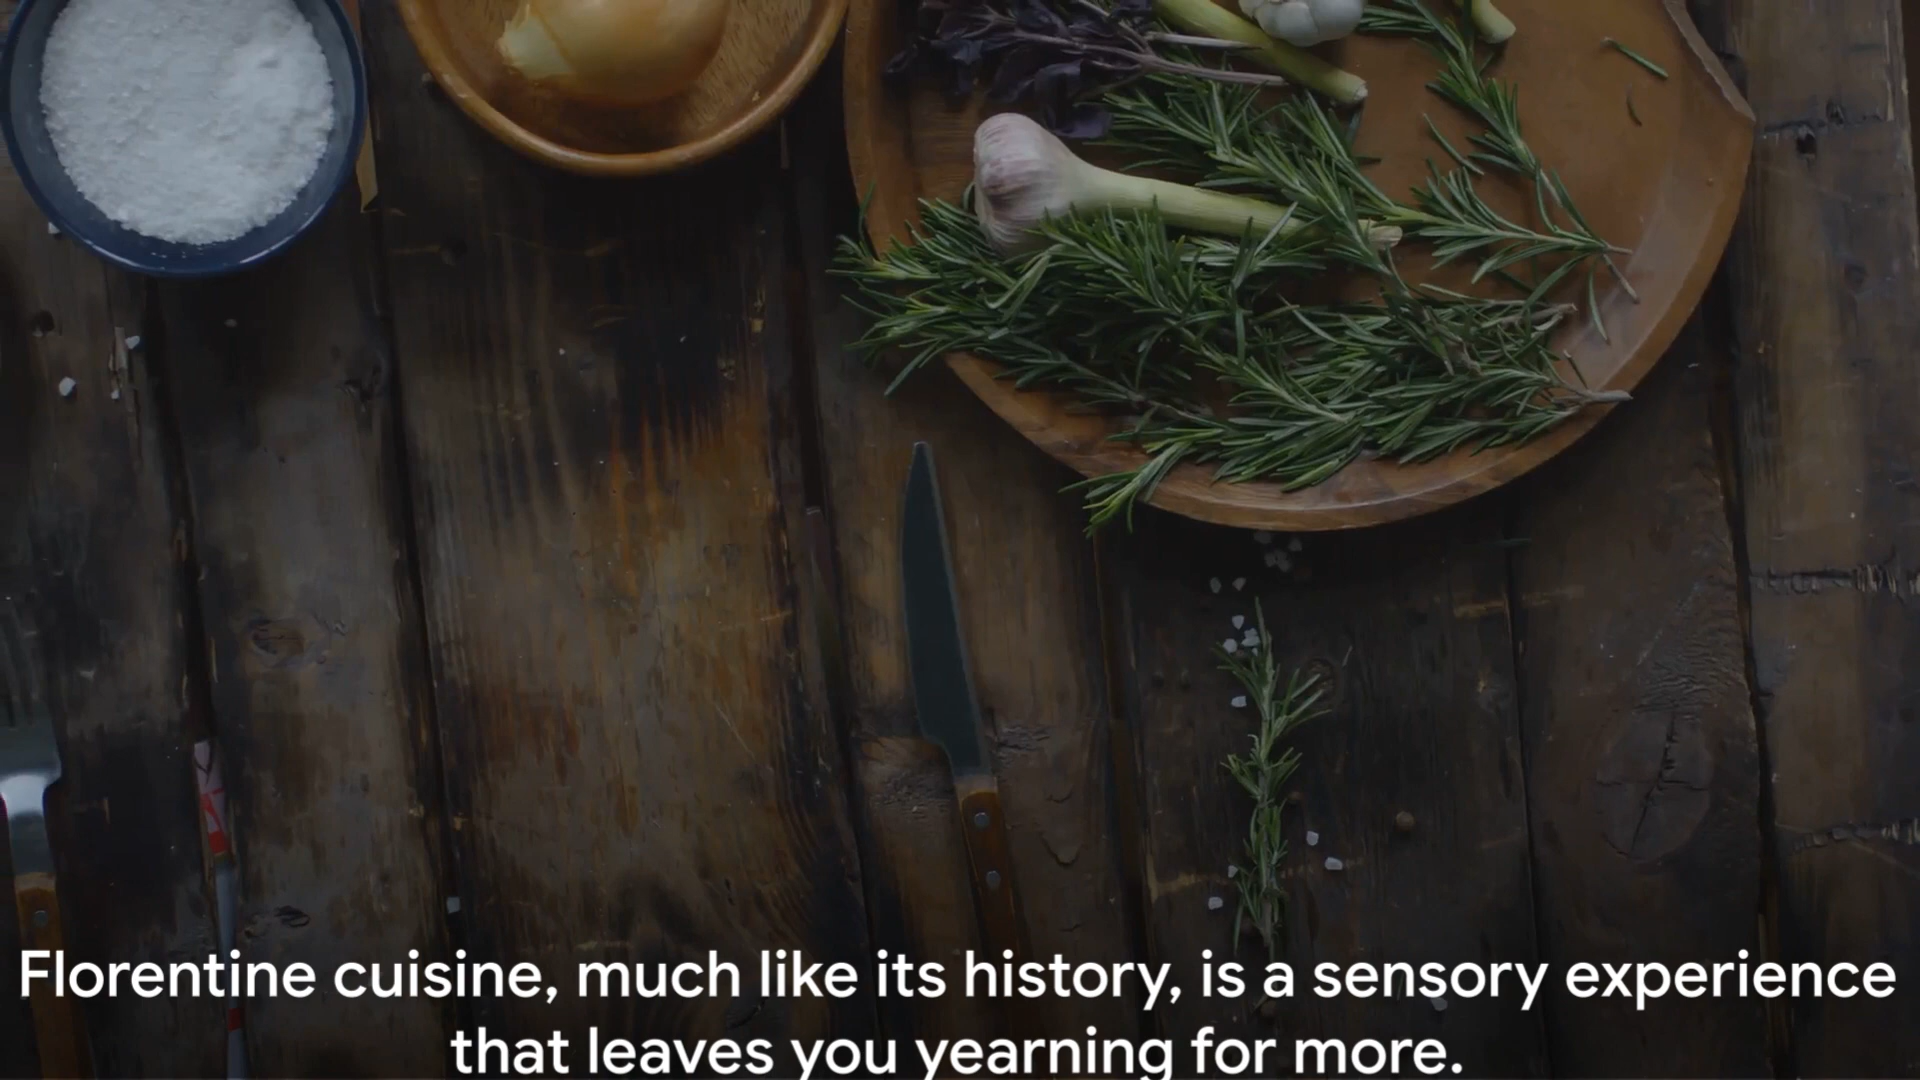 Florentine cuisine, much like its history, is a sensory experience
that leaves you yearning for more.